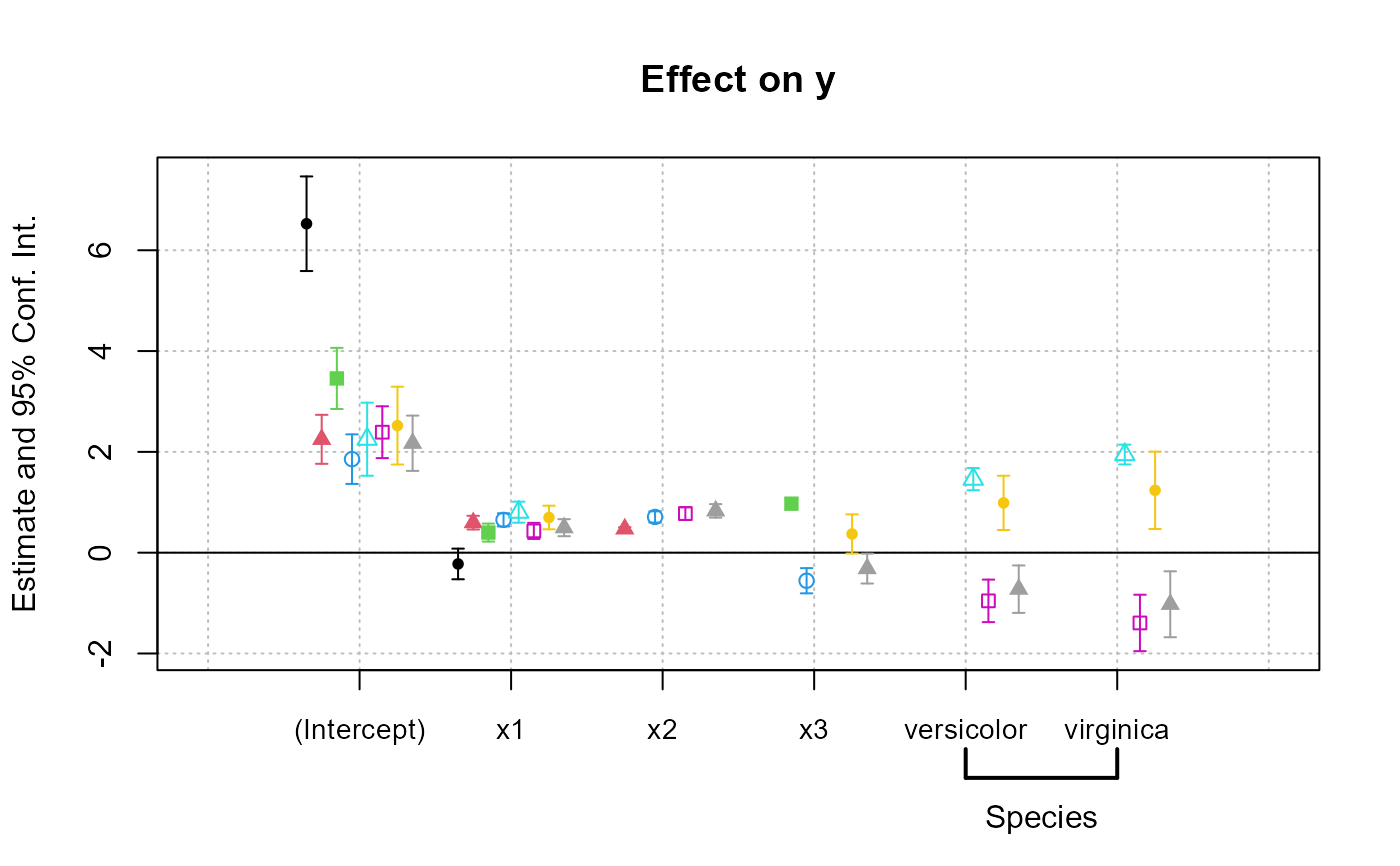 Effect on y
Estimate and 95% Conf. Int.
6
4
2
0
-2
(Intercept) x1 x2 x3 versicolor virginica
Species